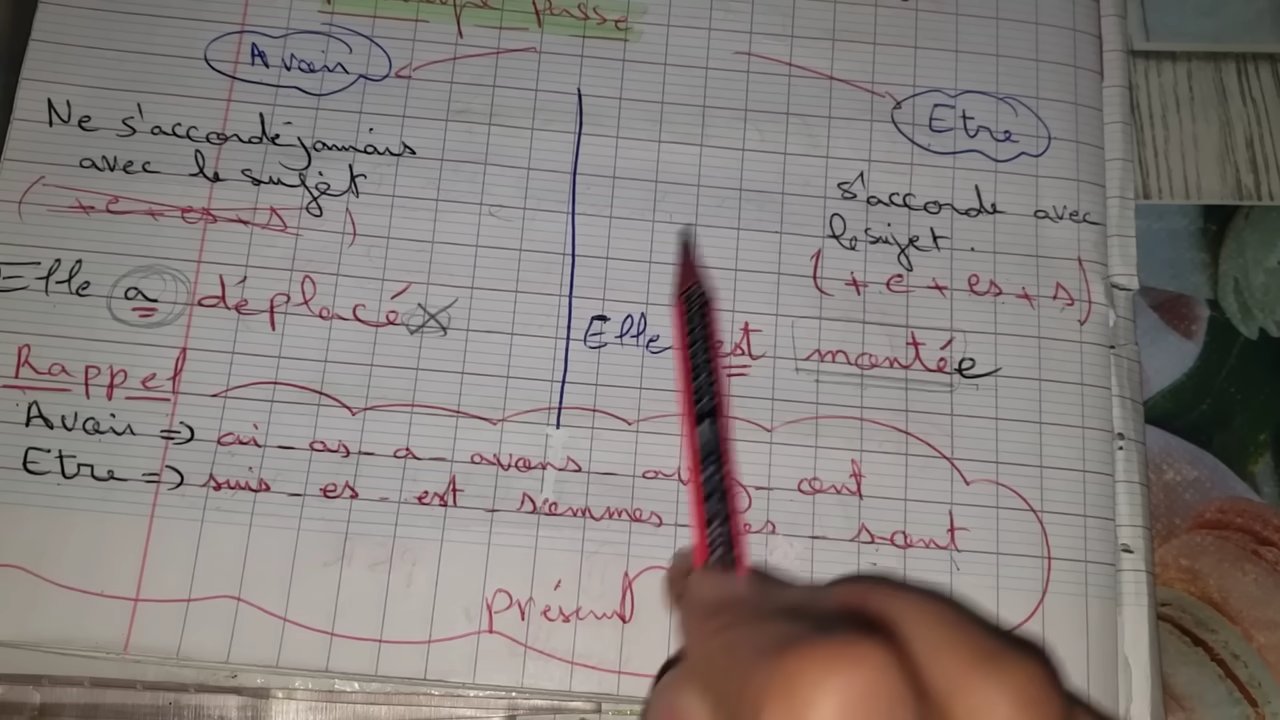 passé
Avoir
Etre
Ne s'accorde jamais
avec le sujet
(+ e + es + s)
s'accorde avec
le sujet.
(+ e + es + s)
Elle a déplacé
Elle est montée
Rappel
Avoir => ai - as - a - avons - - ont
Etre => suis - es - est - sommes - - sont
présent